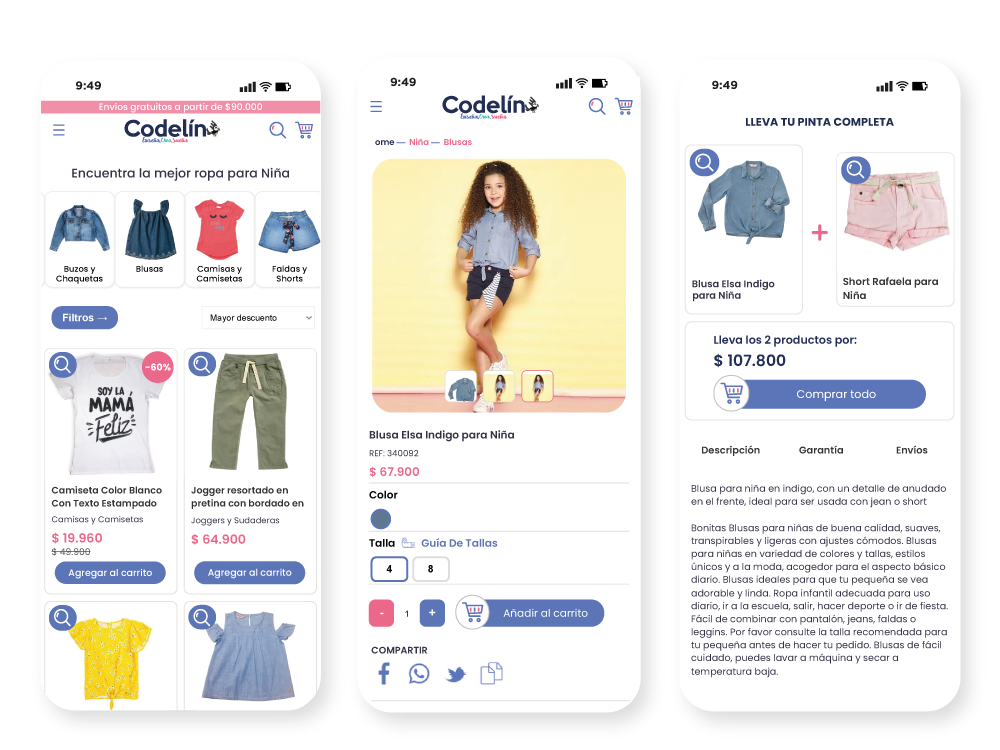 9:49
Envíos gratuitos a partir de $90.000
Codelín
Enseña,Crea,Sueña
Encuentra la mejor ropa para Niña
Buzos y
Chaquetas
Blusas
Camisas y
Camisetas
Faldas y
Shorts
Filtros →
Mayor descuento
-60%
SOY LA
MAMÁ
Feliz
Camiseta Color Blanco
Con Texto Estampado
Camisas y Camisetas
$ 19.960
$ 49.900
Agregar al carrito
Jogger resortado en
pretina con bordado en
Joggers y Sudaderas
$ 64.900
Agregar al carrito
9:49
Codelín
Enseña,Crea,Sueña
ome — Niña — Blusas
Blusa Elsa Indigo para Niña
REF: 340092
$ 67.900
Color
Talla Guía De Tallas
4 8
- 1 + Añadir al carrito
COMPARTIR
9:49
LLEVA TU PINTA COMPLETA
Blusa Elsa Indigo
para Niña
+
Short Rafaela para
Niña
Lleva los 2 productos por:
$ 107.800
Comprar todo
Descripción Garantía Envíos
Blusa para niña en indigo, con un detalle de anudado
en el frente, ideal para ser usada con jean o short
Bonitas Blusas para niñas de buena calidad, suaves,
transpirables y ligeras con ajustes cómodos. Blusas
para niñas en variedad de colores y tallas, estilos
únicos y a la moda, acogedor para el aspecto básico
diario. Blusas ideales para que tu pequeña se vea
adorable y linda. Ropa infantil adecuada para uso
diario, ir a la escuela, salir, hacer deporte o ir de fiesta.
Fácil de combinar con pantalón, jeans, faldas o
leggins. Por favor consulte la talla recomendada para
tu pequeña antes de hacer tu pedido. Blusas de fácil
cuidado, puedes lavar a máquina y secar a
temperatura baja.